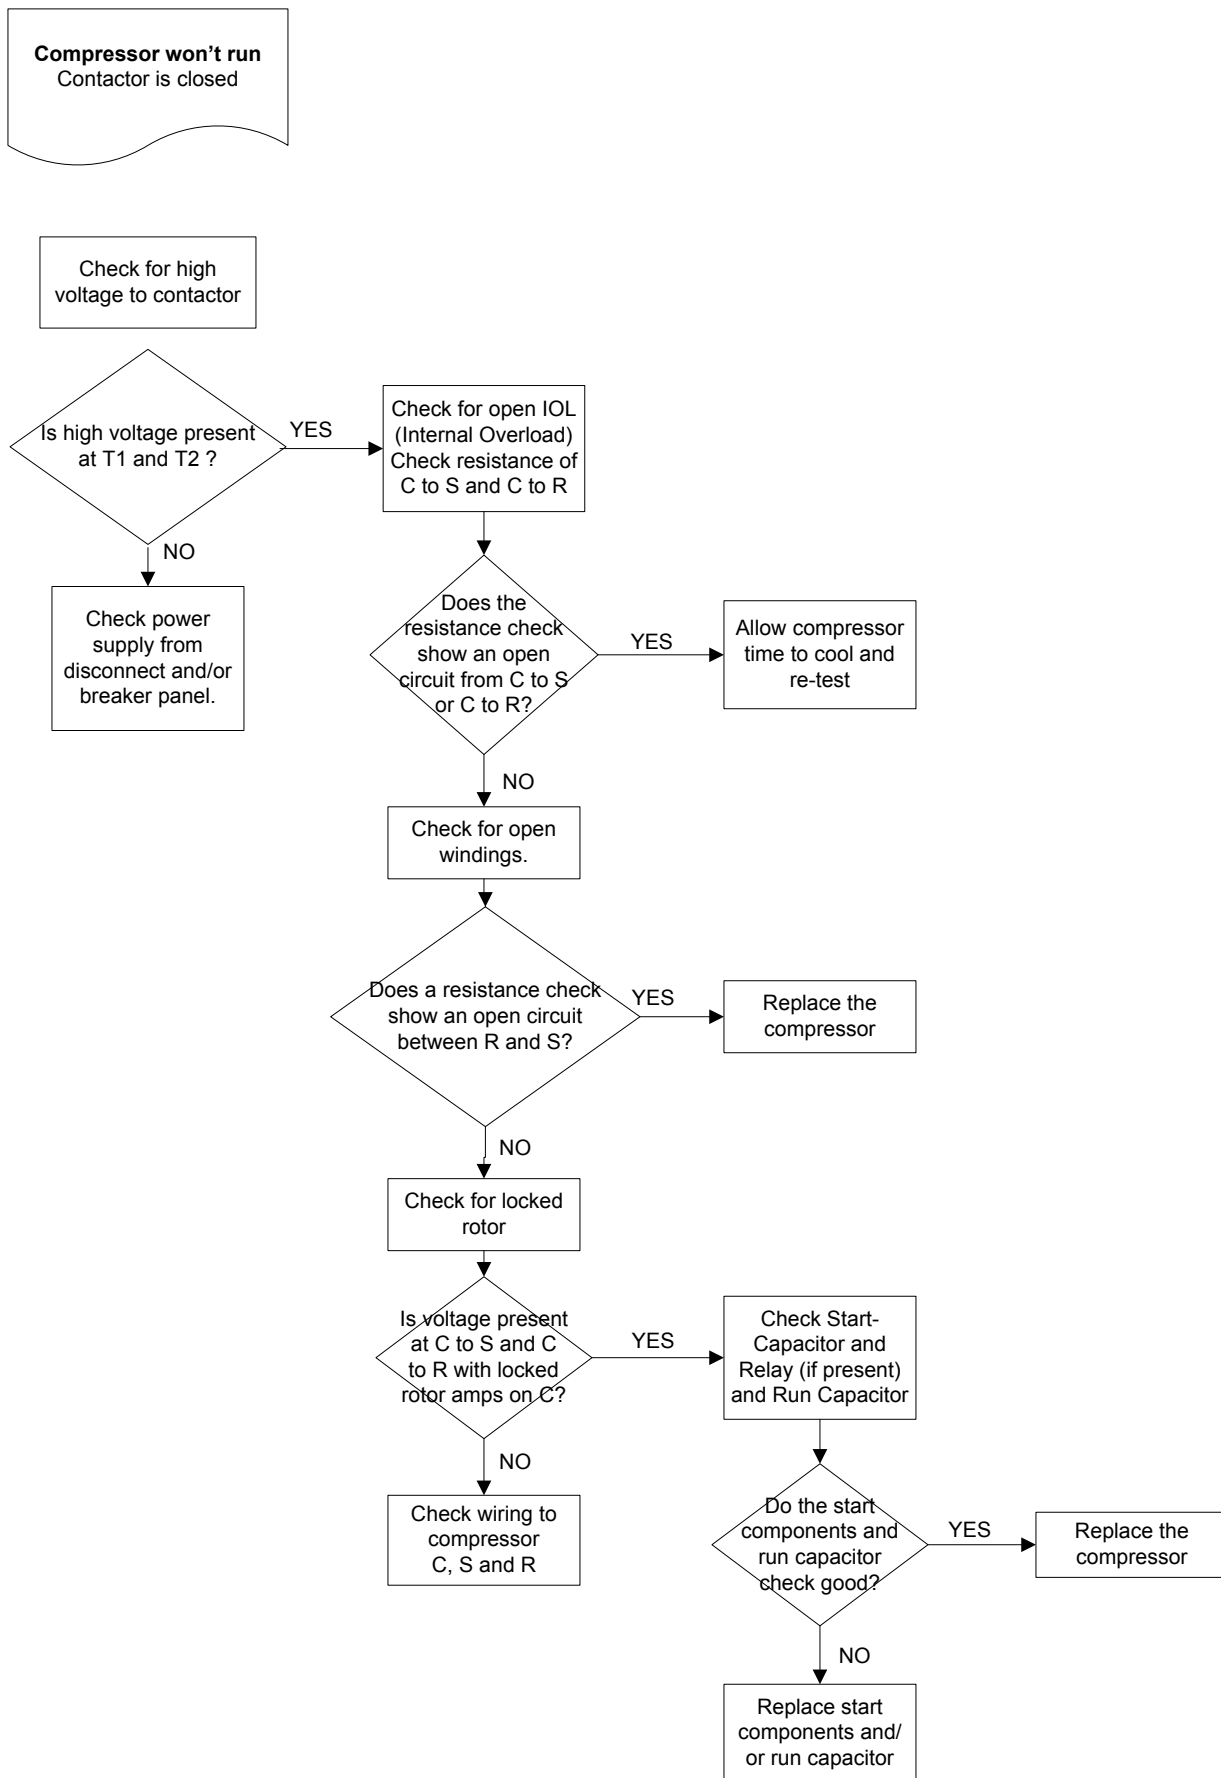 Compressor won’t run
Contactor is closed
Check for high
voltage to contactor
Is high voltage present
at T1 and T2 ?
YES
NO
Check power
supply from
disconnect and/or
breaker panel.
Check for open IOL
(Internal Overload)
Check resistance of
C to S and C to R
Does the
resistance check
show an open
circuit from C to S
or C to R?
YES
Allow compressor
time to cool and
re-test
NO
Check for open
windings.
Does a resistance check
show an open circuit
between R and S?
YES
Replace the
compressor
NO
Check for locked
rotor
Is voltage present
at C to S and C
to R with locked
rotor amps on C?
YES
NO
Check wiring to
compressor
C, S and R
Check Start-
Capacitor and
Relay (if present)
and Run Capacitor
Do the start
components and
run capacitor
check good?
YES
Replace the
compressor
NO
Replace start
components and/
or run capacitor